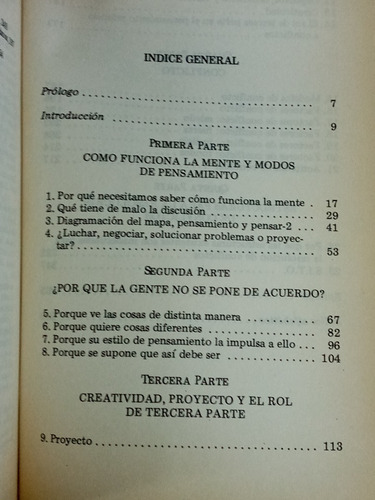 INDICE GENERAL
Prólogo 7
Introducción 9
PRIMERA PARTE
COMO FUNCIONA LA MENTE Y MODOS
DE PENSAMIENTO
1. Por qué necesitamos saber cómo funciona la mente . 17
2. Qué tiene de malo la discusión 29
3. Diagramación del mapa, pensamiento y pensar-2 41
4. ¿Luchar, negociar, solucionar problemas o proyec-
tar? 53
SEGUNDA PARTE
¿POR QUE LA GENTE NO SE PONE DE ACUERDO?
5. Porque ve las cosas de distinta manera 67
6. Porque quiere cosas diferentes 82
7. Porque su estilo de pensamiento la impulsa a ello 96
8. Porque se supone que así debe ser 104
TERCERA PARTE
CREATIVIDAD, PROYECTO Y EL ROL
DE TERCERA PARTE
9. Proyecto 113